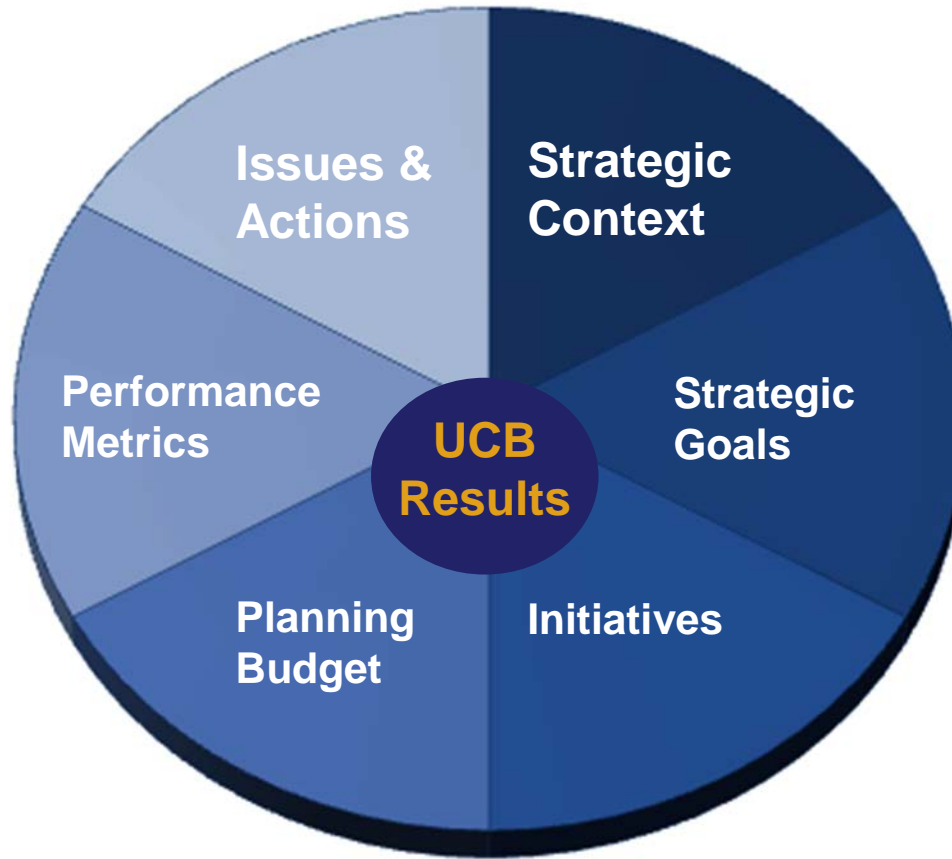 Issues &
Actions
Strategic
Context
Performance
Metrics
Strategic
Goals
UCB
Results
Planning
Budget
Initiatives